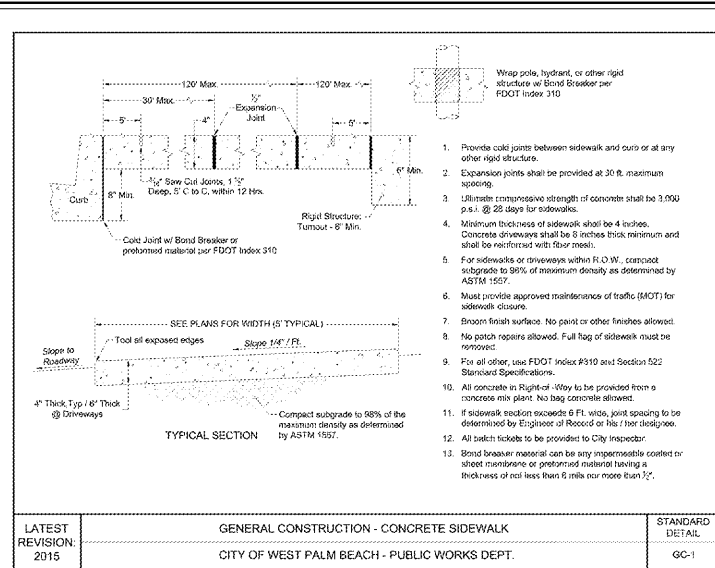 120' Max.
120' Max.
30' Max.
½"
Expansion
Joint
5'
4"
5'
Wrap pole, hydrant, or other rigid
structure w/ Bond Breaker per
FDOT Index 310
Curb
8" Min.
Saw Cut Joints, 1
Deep, 5' C to C, within 12 Hrs.
6" Min.
Rigid Structure:
Turnout - 6" Min.
Cold Joint w/ Bond Breaker or
preformed material per FDOT Index 310
SEE PLANS FOR WIDTH (5' TYPICAL)
Slope to
Roadway
Tool all exposed edges
Slope 1/4" / Ft.
4" Thick,Typ / 6" Thick
@ Driveways
Compact subgrade to 98% of the
maximum density as determined
by ASTM 1557.
TYPICAL SECTION
1. Provide cold joints between sidewalk and curb or at any
other rigid structure.
2. Expansion joints shall be provided at 30 ft. maximum
spacing.
3. Ultimate compressive strength of concrete shall be 3,000
p.s.i. @ 28 days for sidewalks.
4. Minimum thickness of sidewalk shall be 4 inches.
Concrete driveways shall be 6 inches thick minimum and
shall be reinforced with fiber mesh.
5. For sidewalks or driveways within R.O.W., compact
subgrade to 98% of maximum density as determined by
ASTM 1557.
6. Must provide approved maintenance of traffic (MOT) for
sidewalk closure.
7. Broom finish surface. No paint or other finishes allowed.
8. No patch repairs allowed. Full flag of sidewalk must be
removed.
9. For all other, use FDOT Index #310 and Section 522
Standard Specifications.
10. All concrete in Right-of -Way to be provided from a
concrete mix plant. No bag concrete allowed.
11. If sidewalk section exceeds 6 Ft. wide, joint spacing to be
determined by Engineer of Record or his / her designee.
12. All batch tickets to be provided to City Inspector.
13. Bond breaker material can be any impermeable coated or
sheet membrane or preformed material having a
thickness of not less than 6 mils nor more than ½".
LATEST
REVISION:
2015
GENERAL CONSTRUCTION - CONCRETE SIDEWALK
CITY OF WEST PALM BEACH - PUBLIC WORKS DEPT.
STANDARD
DETAIL
GC-1